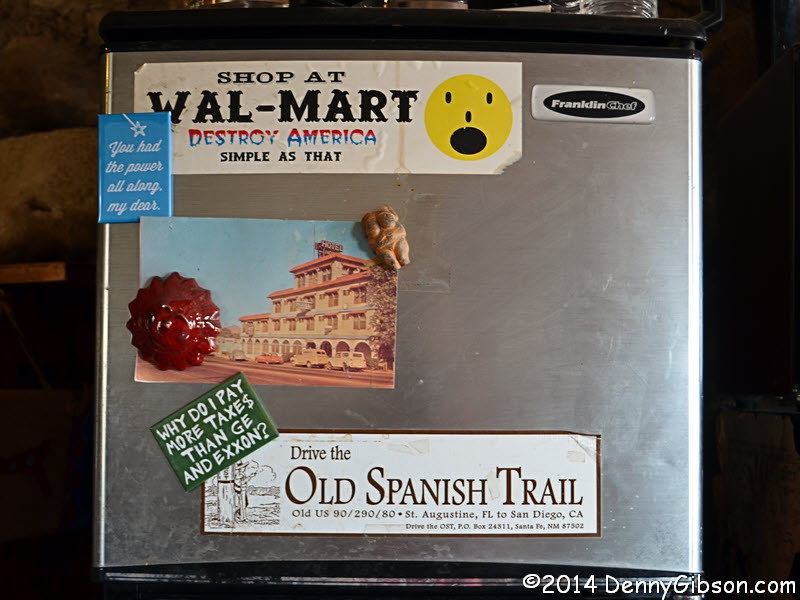 SHOP AT
WAL-MART
DESTROY AMERICA
SIMPLE AS THAT
FranklinChef
You had
the power
all along,
my dear.
HOTEL
WHY DO I PAY
MORE TAXE$
THAN GE
AND EXXON?
Drive the
OLD SPANISH TRAIL
Old US 90/290/80 • St. Augustine, FL to San Diego, CA
Drive the OST, P.O. Box 24311, Santa Fe, NM 87502
©2014 DennyGibson.com